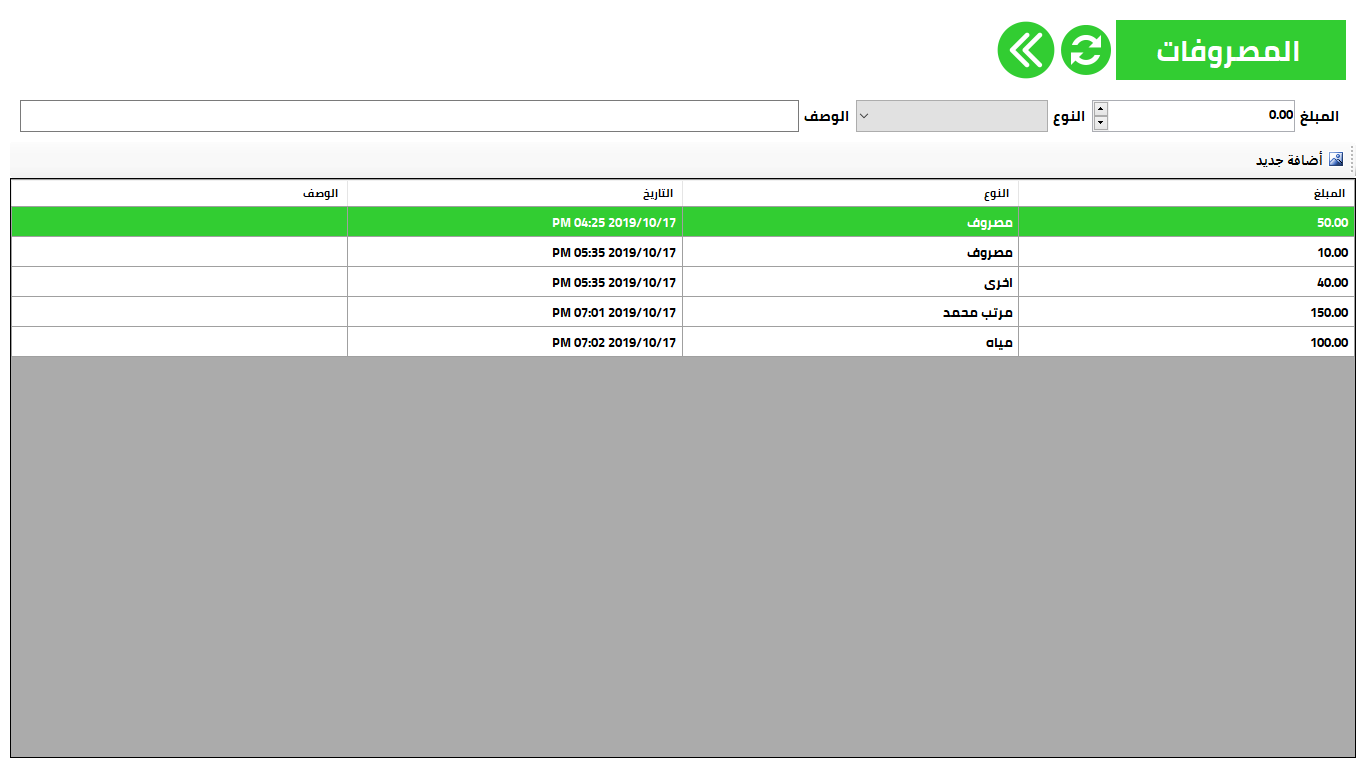 المصروفات
المبلغ 0.00 النوع الوصف
أضافة جديد
المبلغ النوع التاريخ الوصف
50.00 مصروف 2019/10/17 04:25 PM
10.00 مصروف 2019/10/17 05:35 PM
40.00 اخرى 2019/10/17 05:35 PM
150.00 مرتب محمد 2019/10/17 07:01 PM
100.00 مياه 2019/10/17 07:02 PM